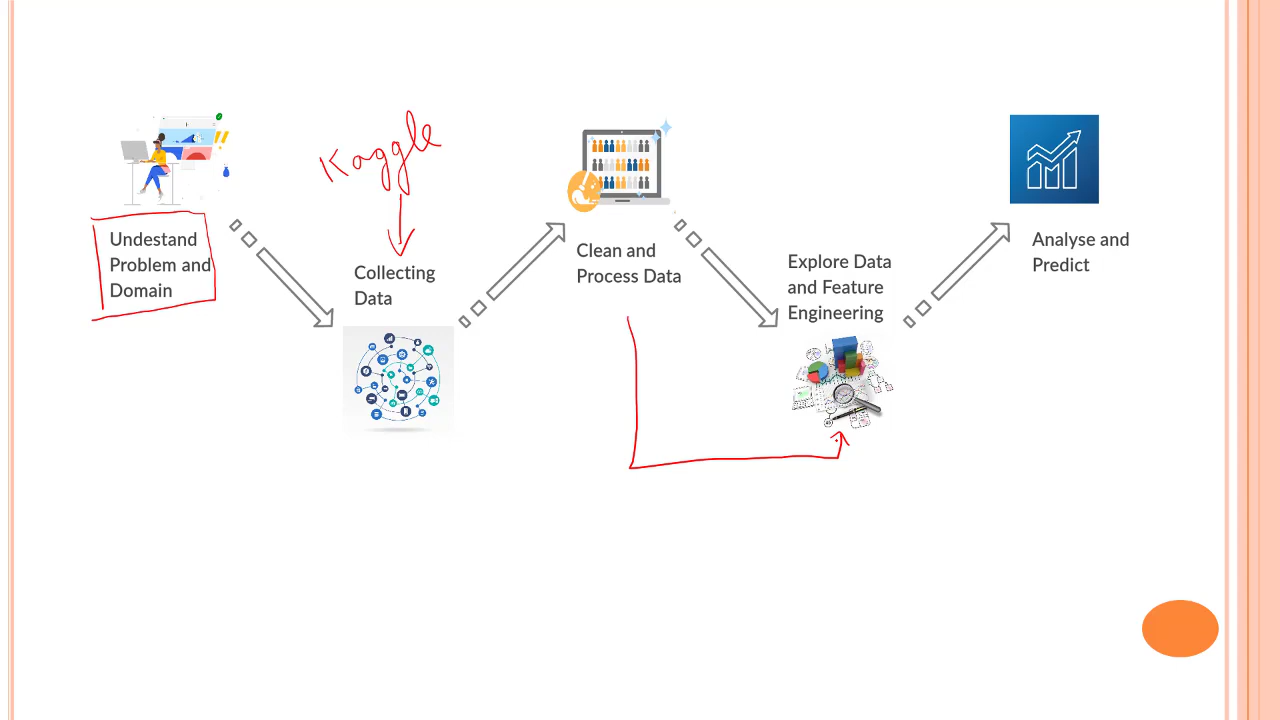 Undestand
Problem and
Domain
Kaggle
Collecting
Data
Clean and
Process Data
Explore Data
and Feature
Engineering
Analyse and
Predict